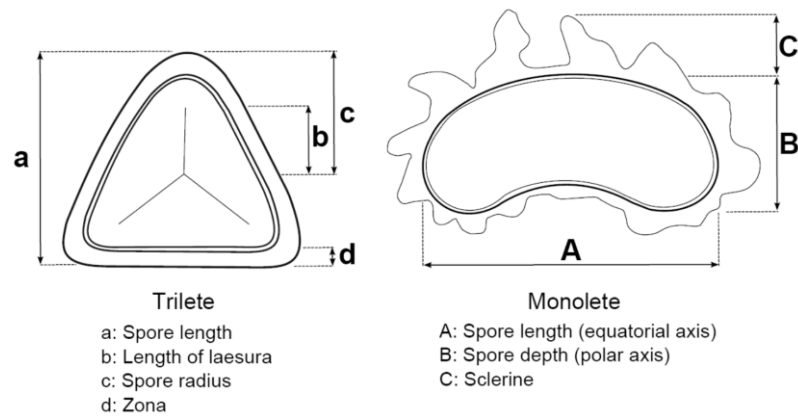 a
b
c
d
A
B
C
Trilete
a: Spore length
b: Length of laesura
c: Spore radius
d: Zona
Monolete
A: Spore length (equatorial axis)
B: Spore depth (polar axis)
C: Sclerine